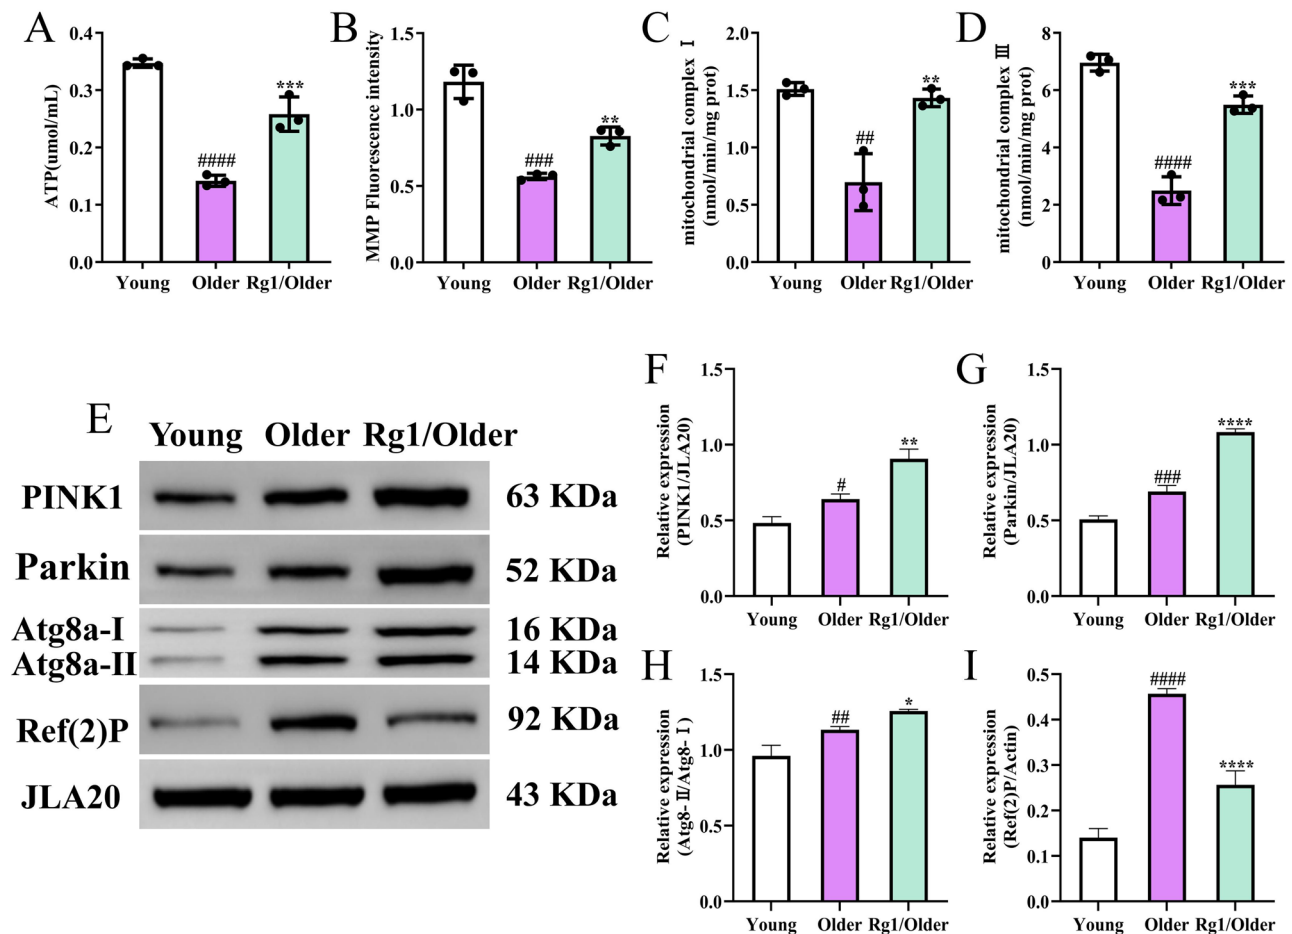 A
ATP(umol/mL)
0.4
0.3
0.2
0.1
0.0
####
***
Young Older Rg1/Older
B
MMP Fluorescence intensity
1.5
1.0
0.5
0.0
###
**
Young Older Rg1/Older
C
mitochondrial complex Ⅰ
(nmol/min/mg prot)
2.0
1.5
1.0
0.5
0.0
##
**
Young Older Rg1/Older
D
mitochondrial complex Ⅲ
(nmol/min/mg prot)
8
6
4
2
0
####
***
Young Older Rg1/Older
E
Young Older Rg1/Older
PINK1 63 KDa
Parkin 52 KDa
Atg8a-I 16 KDa
Atg8a-II 14 KDa
Ref(2)P 92 KDa
JLA20 43 KDa
F
Relative expression
(PINK1/JLA20)
1.5
1.0
0.5
0.0
#
**
Young Older Rg1/Older
G
Relative expression
(Parkin/JLA20)
1.5
1.0
0.5
0.0
###
****
Young Older Rg1/Older
H
Relative expression
(Atg8-Ⅱ/Atg8-Ⅰ)
1.5
1.0
0.5
0.0
##
*
Young Older Rg1/Older
I
Relative expression
(Ref(2)P/Actin)
0.5
0.4
0.3
0.2
0.1
0.0
####
****
Young Older Rg1/Older